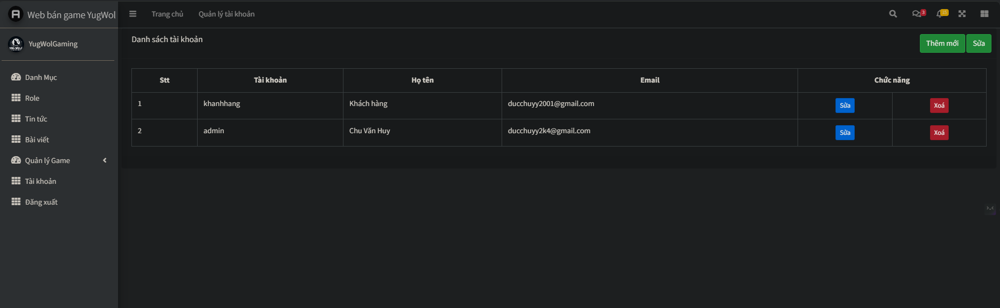 Web bán game YugWol
Trang chủ
Quản lý tài khoản
3
15
YugWolGaming
Danh sách tài khoản
Thêm mới
Sửa
Danh Mục
Role
Tin tức
Bài viết
Quản lý Game
Tài khoản
Đăng xuất
Stt Tài khoản Họ tên Email Chức năng
1 khanhhang Khách hàng ducchuyy2001@gmail.com Sửa Xoá
2 admin Chu Văn Huy ducchuyy2k4@gmail.com Sửa Xoá